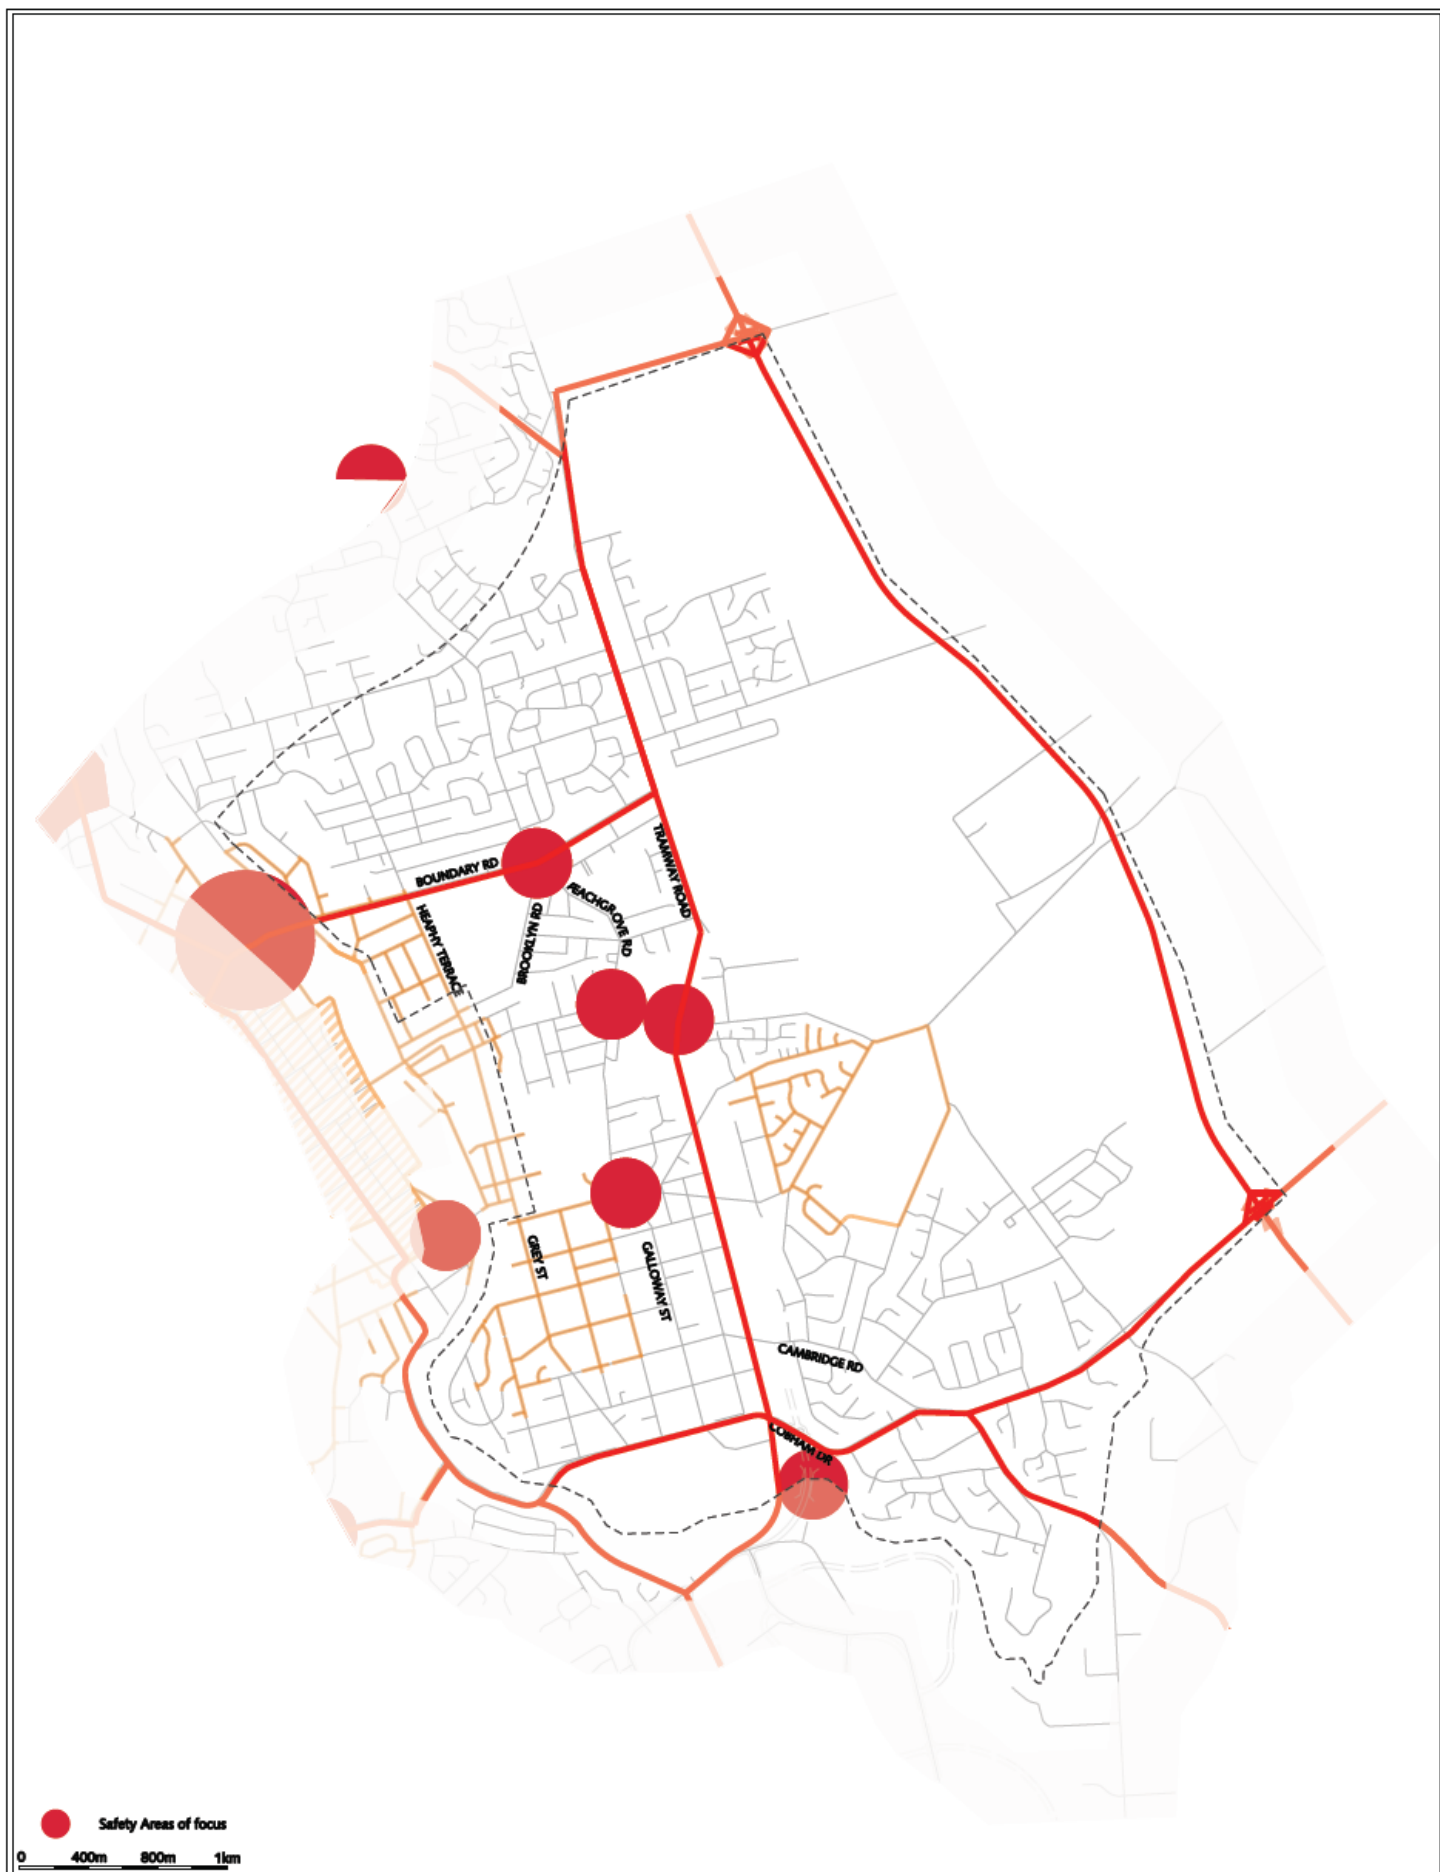 TRAMWAY ROAD
BOUNDARY RD
HEAPHY TERRACE
BROOKLYN RD
PEACHGROVE RD
GREY ST
GALLOWAY ST
CAMBRIDGE RD
COBHAM DR
Safety Areas of focus
0 400m 800m 1km